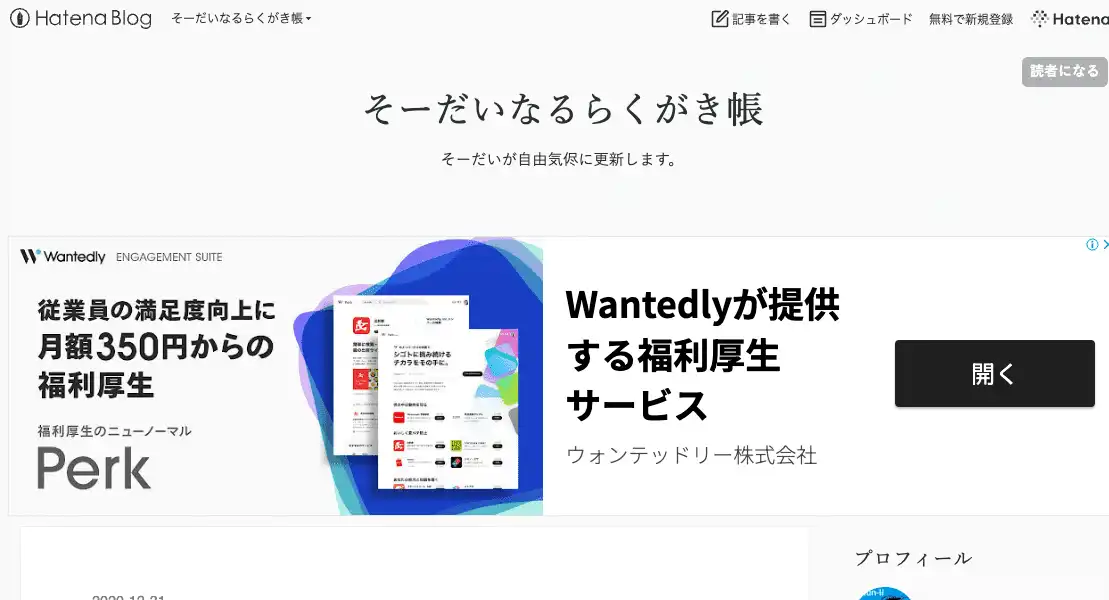 Hatena Blog そーだいなるらくがき帳 記事を書く ダッシュボード 無料で新規登録 Hatena
読者になる
そーだいなるらくがき帳
そーだいが自由気侭に更新します。
Wantedly ENGAGEMENT SUITE
従業員の満足度向上に
月額350円からの
福利厚生
福利厚生のニューノーマル
Perk
シゴトに挑み続ける
チカラをその手に。
Wantedlyが提供
する福利厚生
サービス
ウォンテッドリー株式会社
開く
プロフィール
2020-12-31